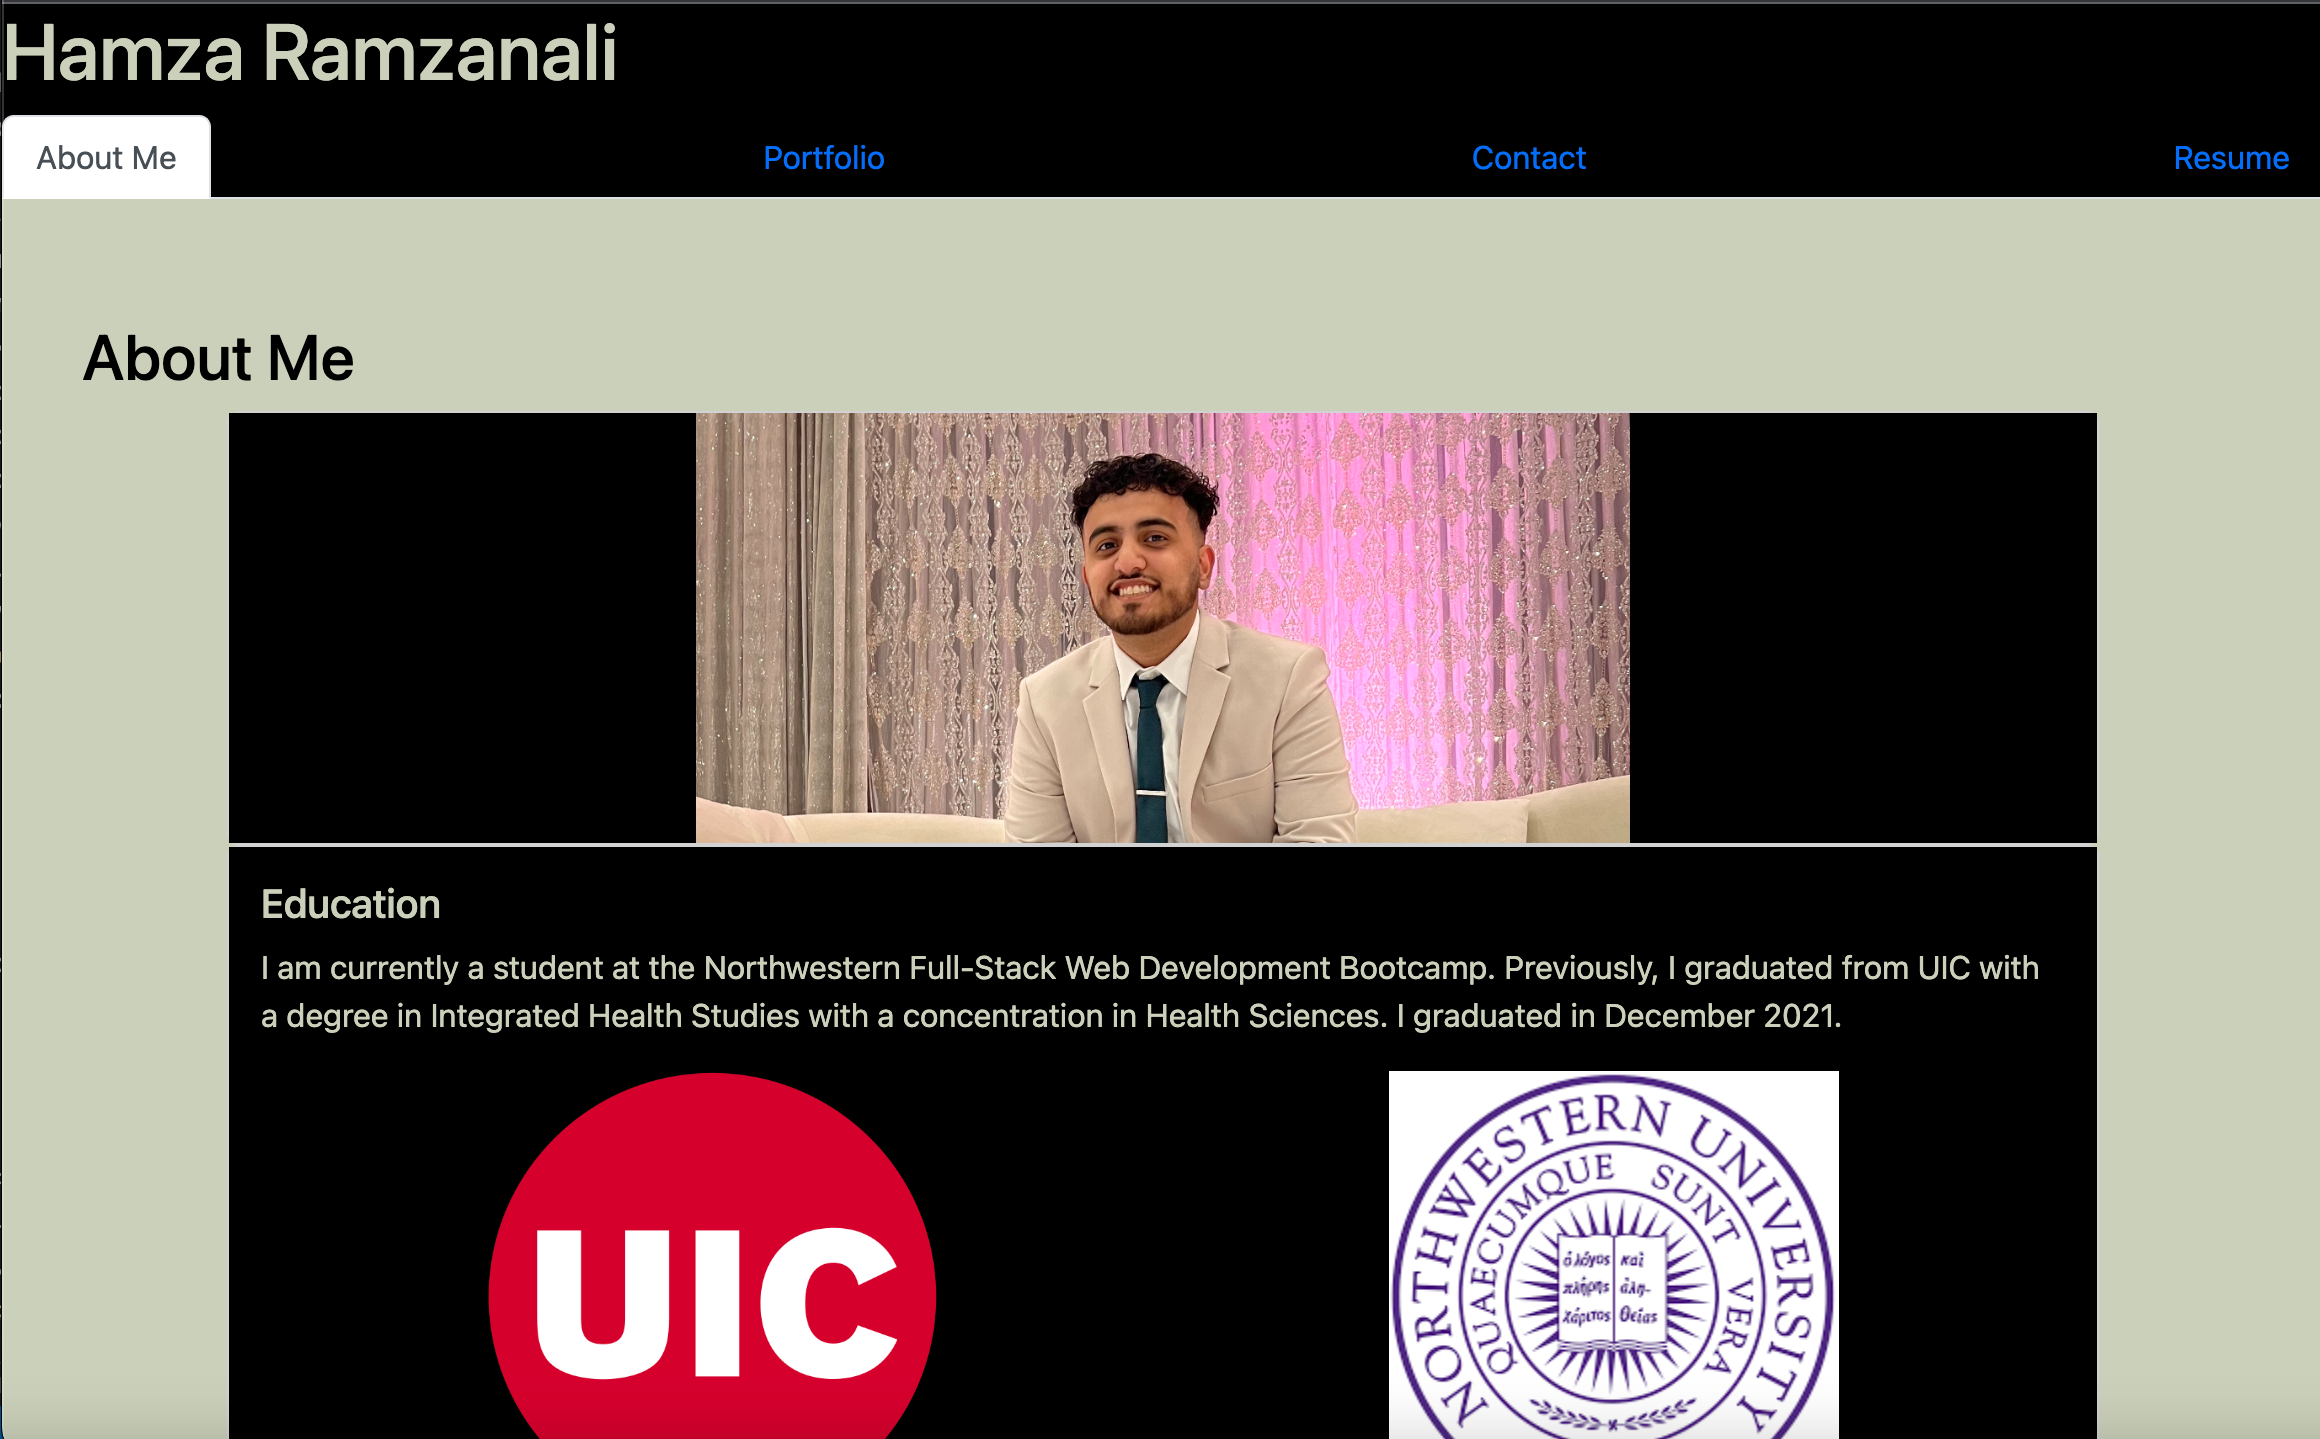 Hamza Ramzanali
About Me
Portfolio
Contact
Resume
About Me
Education
I am currently a student at the Northwestern Full-Stack Web Development Bootcamp. Previously, I graduated from UIC with
a degree in Integrated Health Studies with a concentration in Health Sciences. I graduated in December 2021.
UIC
NORTHWESTERN UNIVERSITY
QUAECUMQUE SUNT VERA
ὁ λόγος
πλήρης
χάριτος
καὶ
ἀλη-
θείας